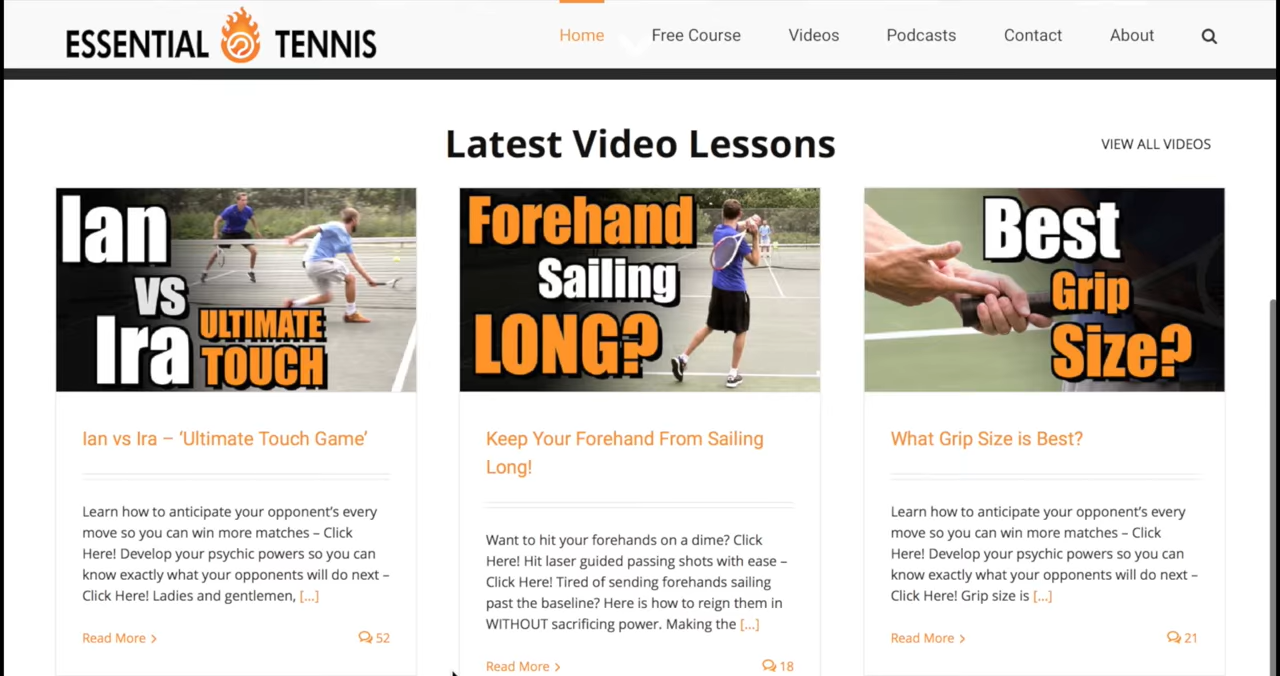 ESSENTIAL TENNIS
Home Free Course Videos Podcasts Contact About
Latest Video Lessons
VIEW ALL VIDEOS
Ian
vs
Ira
ULTIMATE
TOUCH
Ian vs Ira – ‘Ultimate Touch Game’
Learn how to anticipate your opponent’s every
move so you can win more matches – Click
Here! Develop your psychic powers so you can
know exactly what your opponents will do next –
Click Here! Ladies and gentlemen, [...]
Read More >
52
Forehand
Sailing
LONG?
Keep Your Forehand From Sailing
Long!
Want to hit your forehands on a dime? Click
Here! Hit laser guided passing shots with ease –
Click Here! Tired of sending forehands sailing
past the baseline? Here is how to reign them in
WITHOUT sacrificing power. Making the [...]
Read More >
18
Best
Grip
Size?
What Grip Size is Best?
Learn how to anticipate your opponent’s every
move so you can win more matches – Click
Here! Develop your psychic powers so you can
know exactly what your opponents will do next –
Click Here! Grip size is [...]
Read More >
21